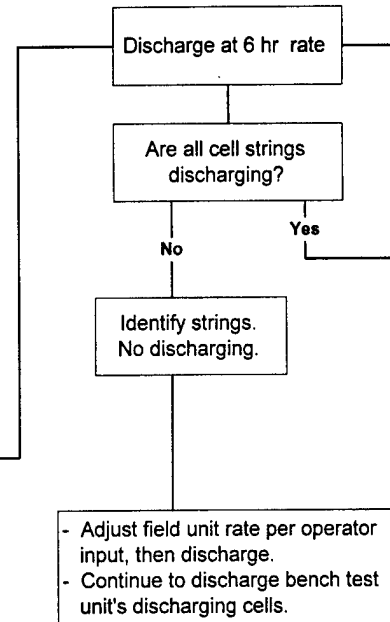 Discharge at 6 hr rate
Are all cell strings
discharging?
No
Yes
Identify strings.
No discharging.
- Adjust field unit rate per operator
input, then discharge.
- Continue to discharge bench test
unit's discharging cells.